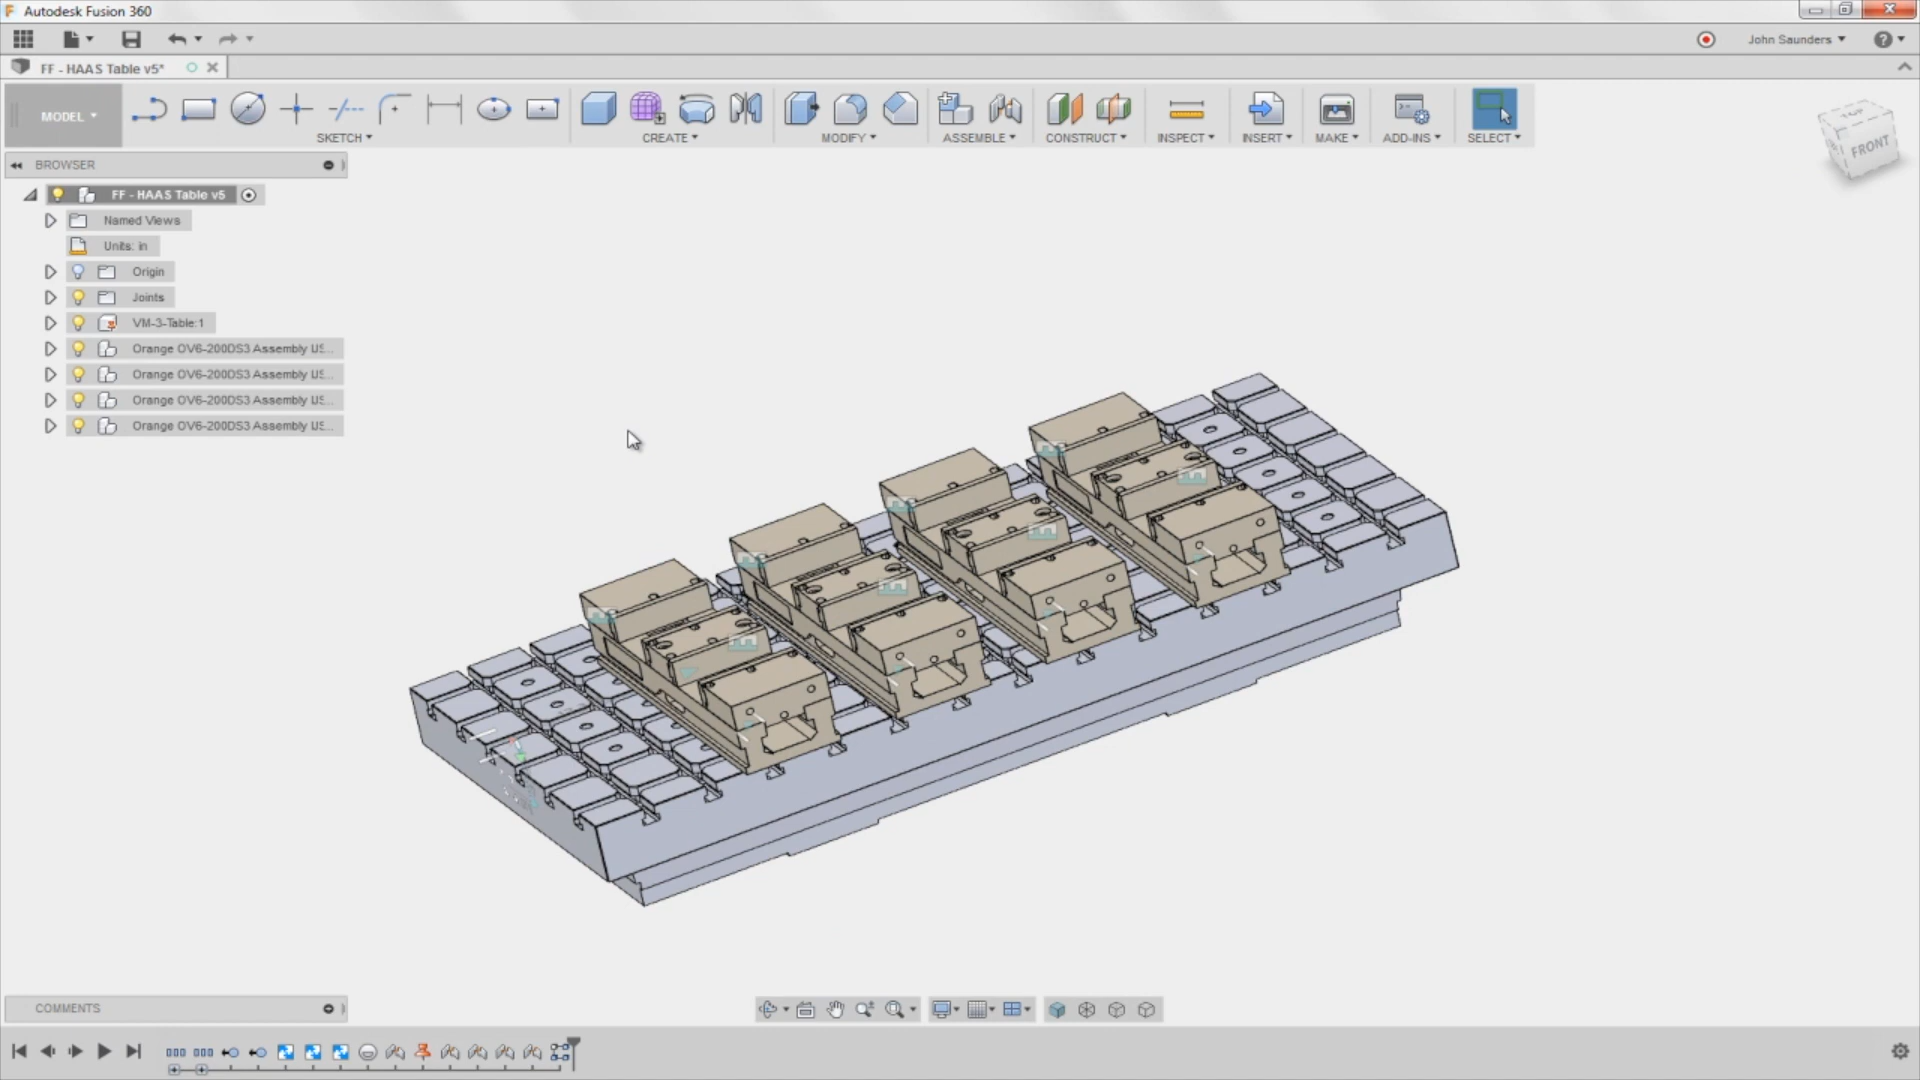 Autodesk Fusion 360
John Saunders
FF - HAAS Table v5*
MODEL
SKETCH
CREATE
MODIFY
ASSEMBLE
CONSTRUCT
INSPECT
INSERT
MAKE
ADD-INS
SELECT
TOP
FRONT
BROWSER
FF - HAAS Table v5
Named Views
Units: in
Origin
Joints
VM-3-Table:1
Orange OV6-200DS3 Assembly US...
Orange OV6-200DS3 Assembly US...
Orange OV6-200DS3 Assembly US...
Orange OV6-200DS3 Assembly US...
COMMENTS